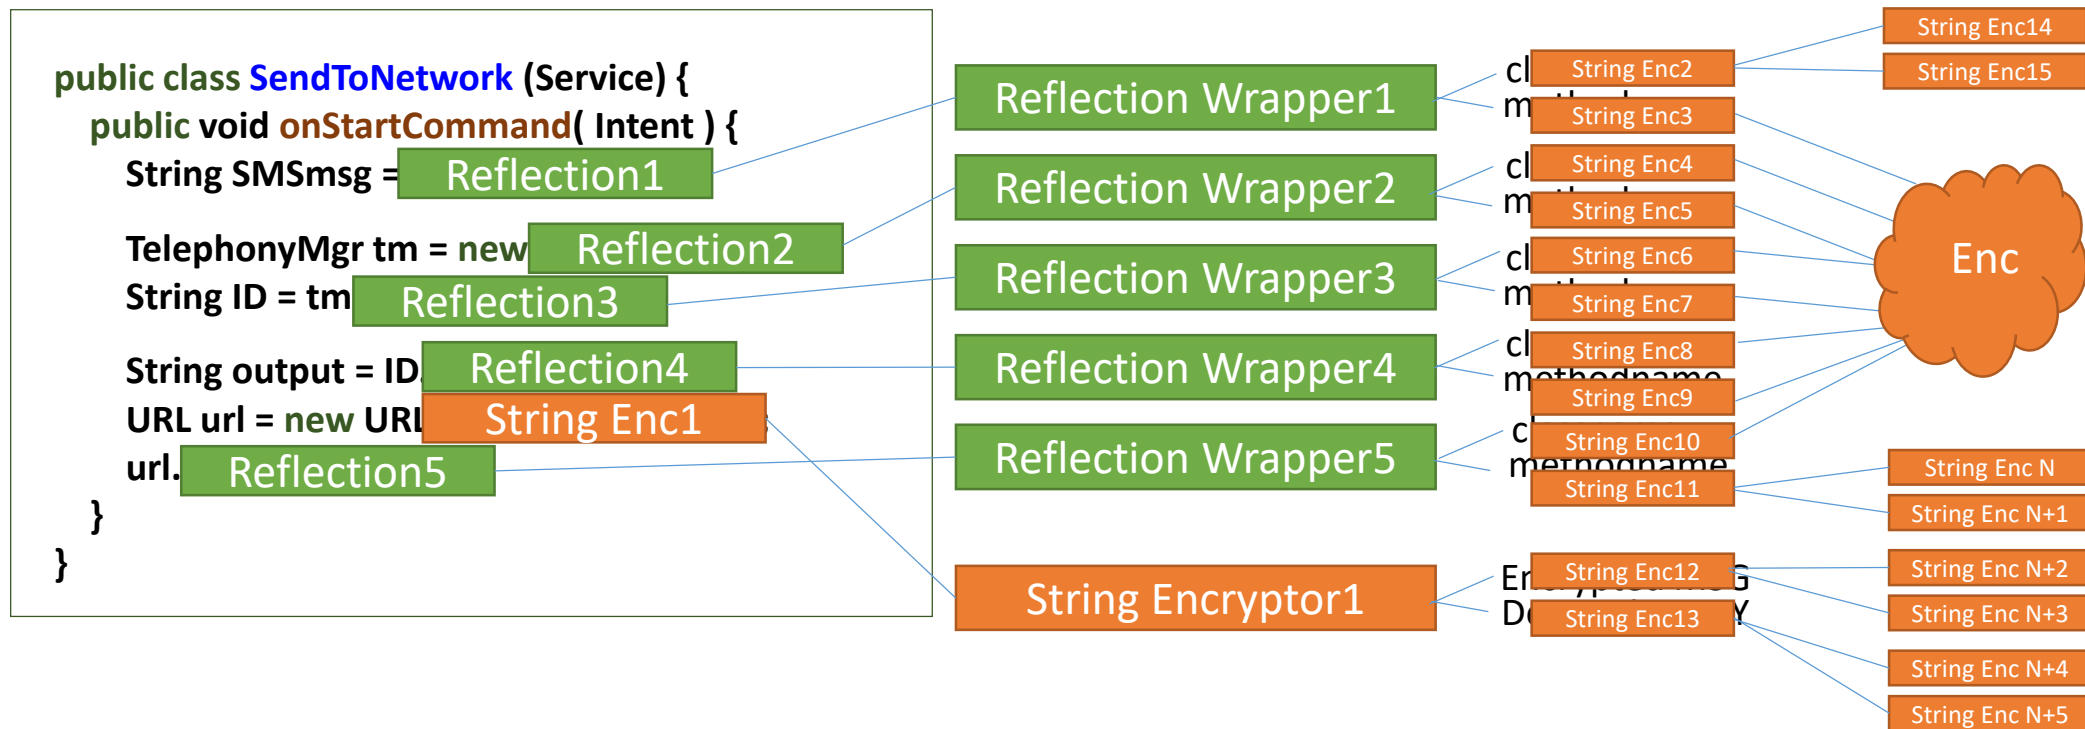 public class SendToNetwork (Service) {
public void onStartCommand( Intent ) {
String SMSmsg = Reflection1
TelephonyMgr tm = new Reflection2
String ID = tm Reflection3
String output = ID. Reflection4
URL url = new URL String Enc1
url. Reflection5
}
}
Reflection Wrapper1
Reflection Wrapper2
Reflection Wrapper3
Reflection Wrapper4
Reflection Wrapper5
String Encryptor1
String Enc2
String Enc3
String Enc4
String Enc5
String Enc6
String Enc7
String Enc8
methodname
String Enc9
String Enc10
methodname
String Enc11
String Enc12
String Enc13
String Enc14
String Enc15
Enc
String Enc N
String Enc N+1
String Enc N+2
String Enc N+3
String Enc N+4
String Enc N+5